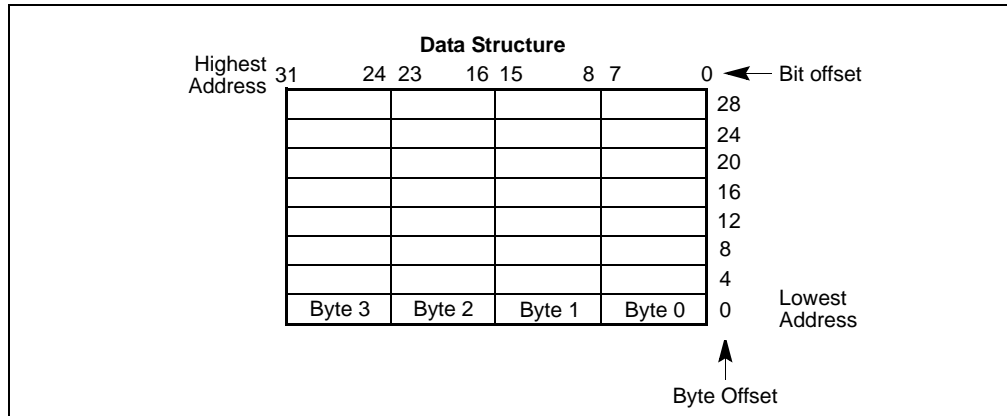 Data Structure
Highest
Address
31 24 23 16 15 8 7 0
Bit offset
28
24
20
16
12
8
4
Byte 3 Byte 2 Byte 1 Byte 0 0
Lowest
Address
Byte Offset